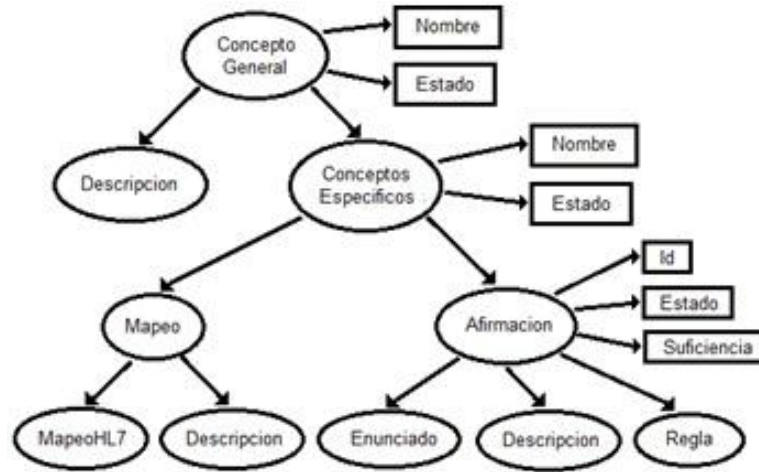 Concepto
General
Nombre
Estado
Descripcion
Conceptos
Especificos
Nombre
Estado
Mapeo
Afirmacion
Id
Estado
Suficiencia
MapeoHL7
Descripcion
Enunciado
Descripcion
Regla